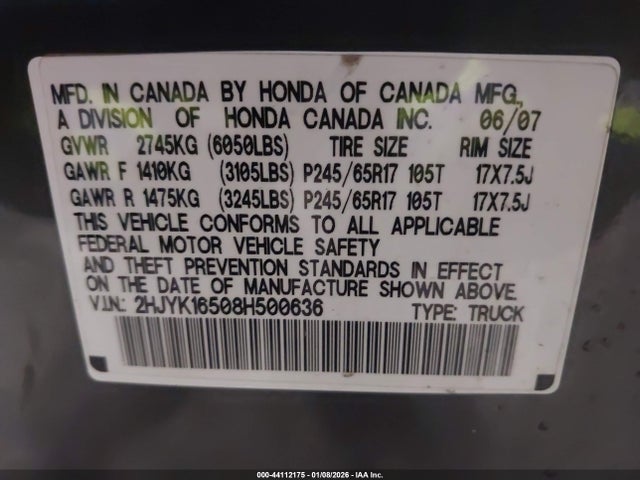 MFD. IN CANADA BY HONDA OF CANADA MFG.,
A DIVISION OF HONDA CANADA INC. 06/07
GVWR 2745KG (6050LBS) TIRE SIZE RIM SIZE
GAWR F 1410KG (3105LBS) P245/65R17 105T 17X7.5J
GAWR R 1475KG (3245LBS) P245/65R17 105T 17X7.5J
THIS VEHICLE CONFORMS TO ALL APPLICABLE
FEDERAL MOTOR VEHICLE SAFETY
AND THEFT PREVENTION STANDARDS IN EFFECT
ON THE DATE OF MANUFACTURE SHOWN ABOVE.
V.I.N.: 2HJYK16508H500636 TYPE: TRUCK
000-44112175 - 01/08/2026 - IAA Inc.